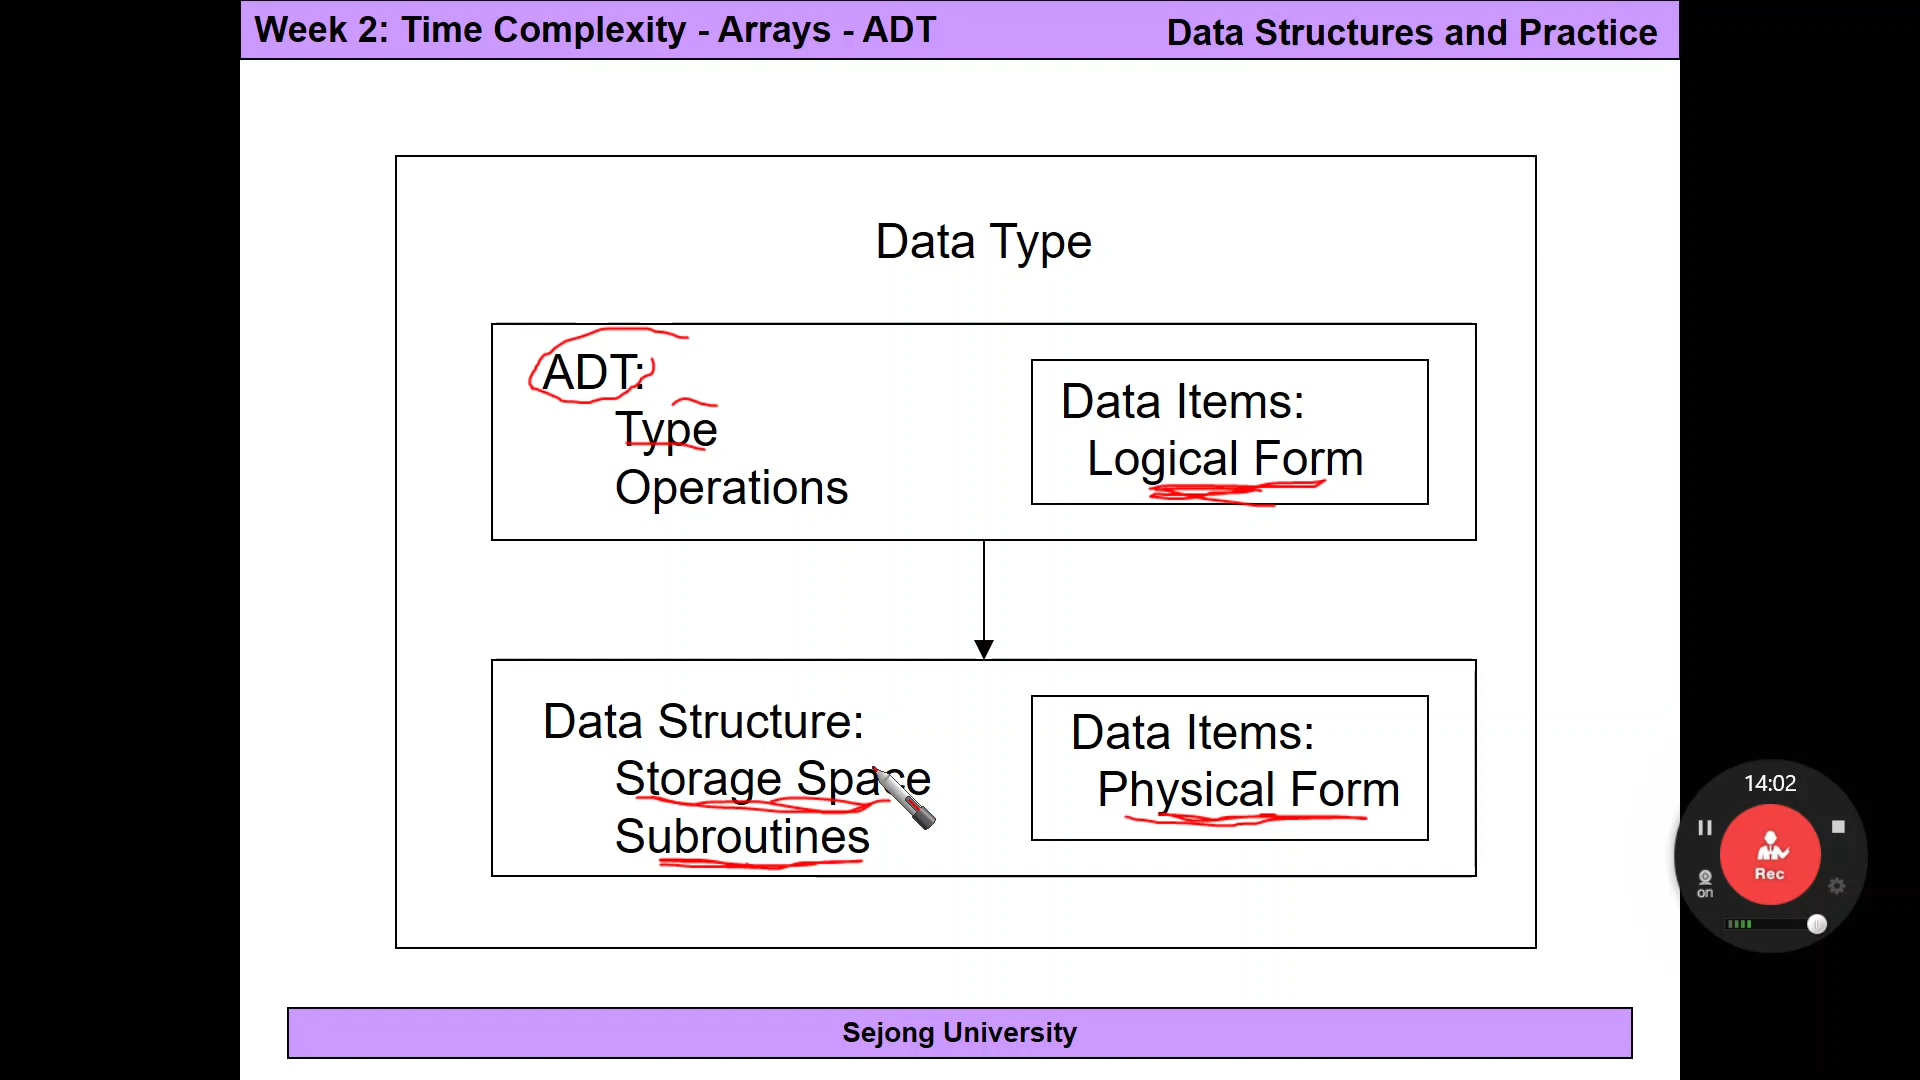 Week 2: Time Complexity - Arrays - ADT
Data Structures and Practice
Data Type
ADT:
Type
Operations
Data Items:
Logical Form
Data Structure:
Storage Space
Subroutines
Data Items:
Physical Form
14:02
Rec
on
Sejong University